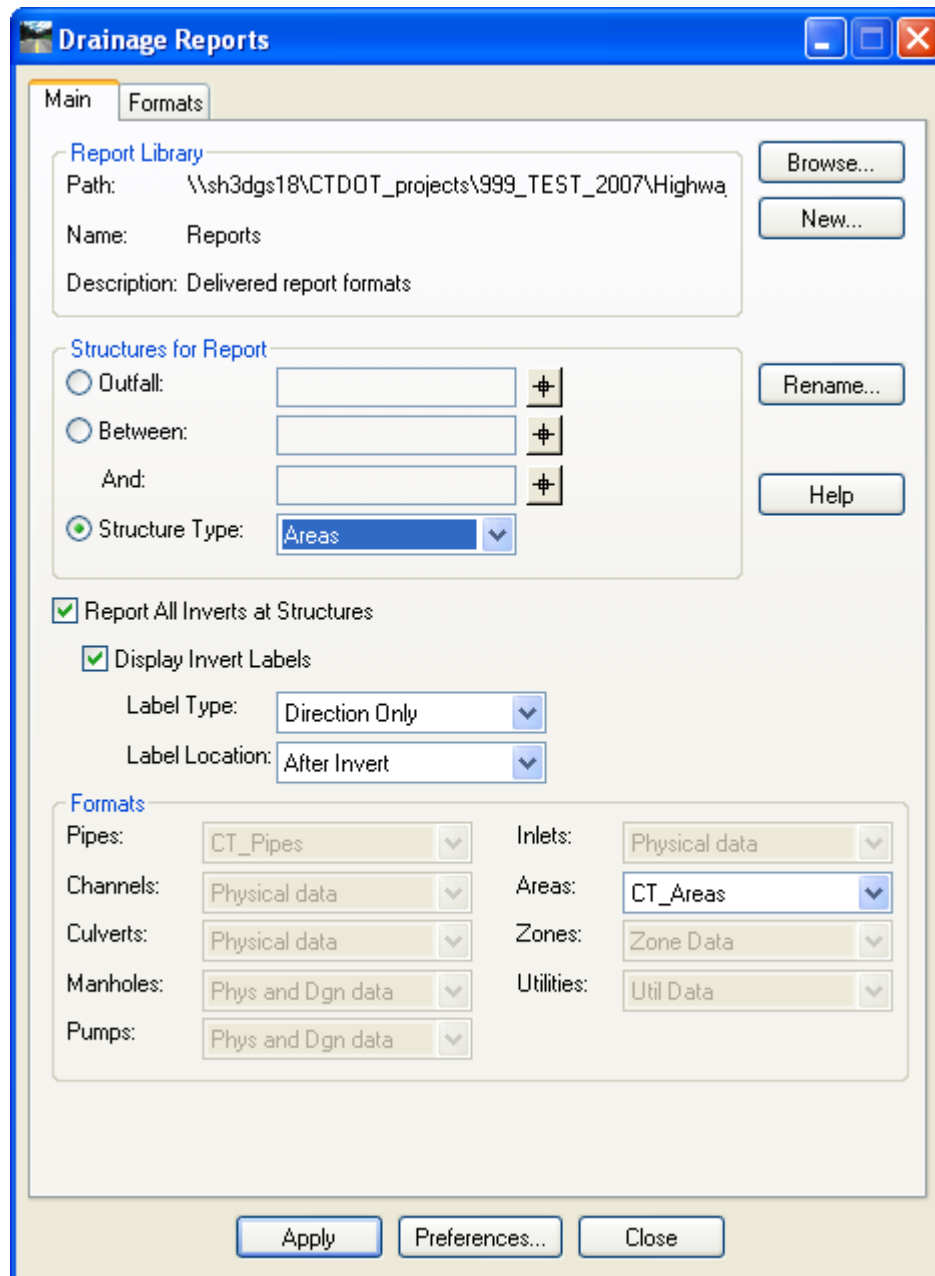 Drainage Reports
Main Formats
Report Library
Path: \\sh3dgs18\CTDOT_projects\999_TEST_2007\Highwa
Browse...
Name: Reports
New...
Description: Delivered report formats
Structures for Report
Outfall:
Rename...
Between:
And:
Help
Structure Type: Areas
Report All Inverts at Structures
Display Invert Labels
Label Type: Direction Only
Label Location: After Invert
Formats
Pipes: CT_Pipes Inlets: Physical data
Channels: Physical data Areas: CT_Areas
Culverts: Physical data Zones: Zone Data
Manholes: Phys and Dgn data Utilities: Util Data
Pumps: Phys and Dgn data
Apply Preferences... Close